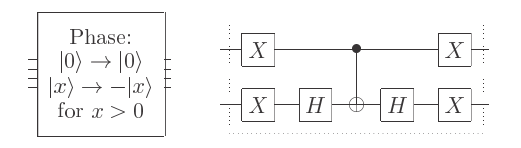 Phase:
|0⟩ → |0⟩
|x⟩ → −|x⟩
for x > 0
X X
X H H X